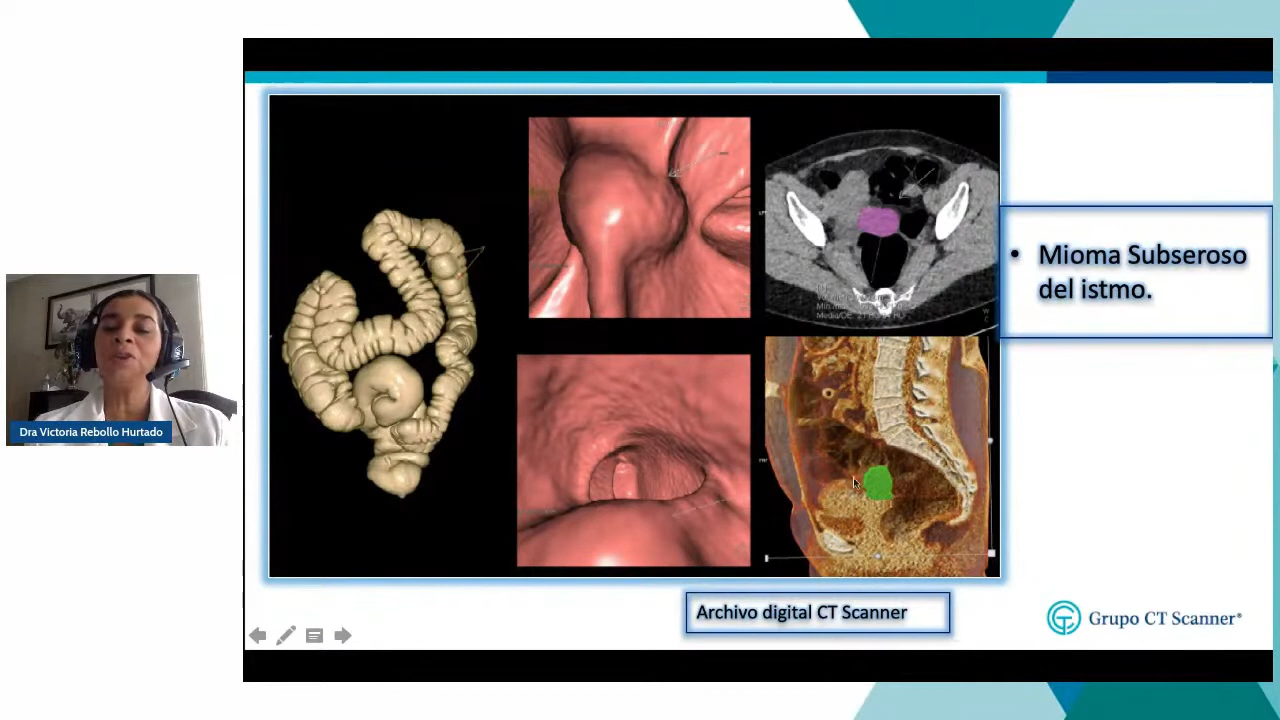 • Mioma Subseroso
del istmo.
Dra Victoria Rebollo Hurtado
Archivo digital CT Scanner
Grupo CT Scanner®